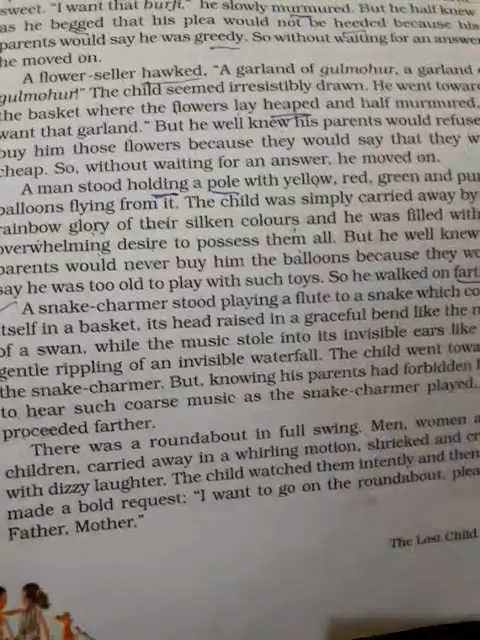 sweet. "I want that burfi," he slowly murmured. But he half knew
as he begged that his plea would not be heeded because his
parents would say he was greedy. So without waiting for an answer
he moved on.
A flower-seller hawked, "A garland of gulmohur, a garland
gulmohur!" The child seemed irresistibly drawn. He went
the basket where the flowers lay heaped and half murmured,
want that garland." But he well knew his parents would refuse
buy him those flowers because they would say that they
cheap. So, without waiting for an answer, he moved on.
A man stood holding a pole with yellow, red, green and
balloons flying from it. The child was simply carried away by
rainbow glory of their silken colours and he was filled with
overwhelming desire to possess them all. But he well knew
parents would never buy him the balloons because they
say he was too old to play with such toys. So he walked on
A snake-charmer stood playing a flute to a snake which
itself in a basket, its head raised in a graceful bend like the
of a swan, while the music stole into its invisible ears like
gentle rippling of an invisible waterfall. The child went
the snake-charmer. But, knowing his parents had forbidden
to hear such coarse music as the snake-charmer played,
proceeded farther.
There was a roundabout in full swing. Men, women
children, carried away in a whirling motion, shrieked and
with dizzy laughter. The child watched them intently and then
made a bold request: "I want to go on the roundabout,
Father, Mother."
The Lost Child